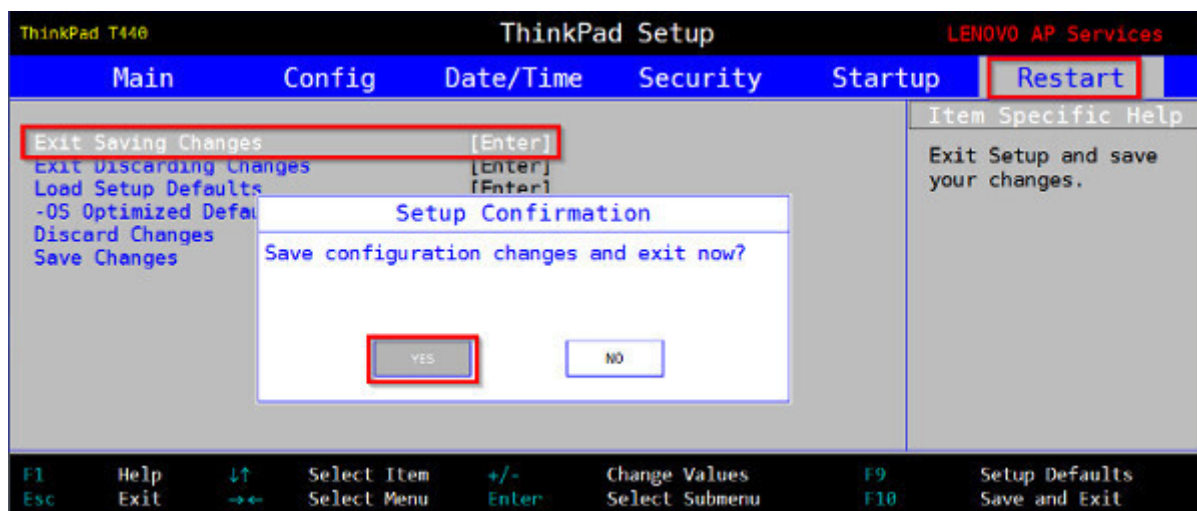 ThinkPad T440 ThinkPad Setup LENOVO AP Services
Main Config Date/Time Security Startup Restart
Item Specific Help
Exit Setup and save
your changes.
Exit Saving Changes [Enter]
Exit Discarding Changes [Enter]
Load Setup Defaults [Enter]
-OS Optimized
Discard Changes
Save Changes
Setup Confirmation
Save configuration changes and exit now?
YES NO
F1 Help ↓↑ Select Item +/- Change Values F9 Setup Defaults
Esc Exit →← Select Menu Enter Select Submenu F10 Save and Exit